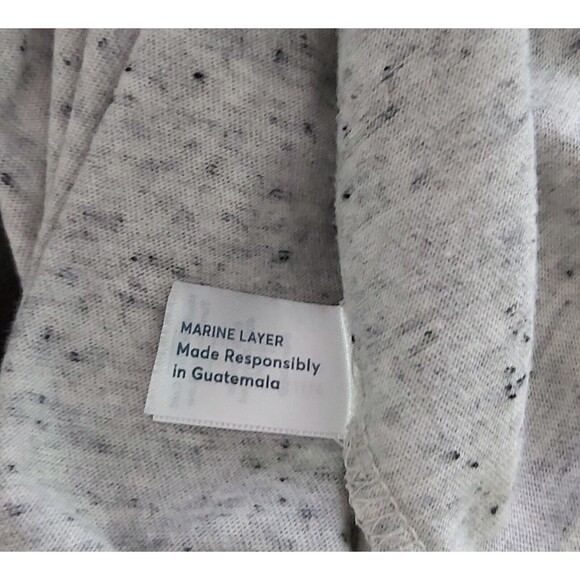 MARINE LAYER
Made Responsibly
in Guatemala